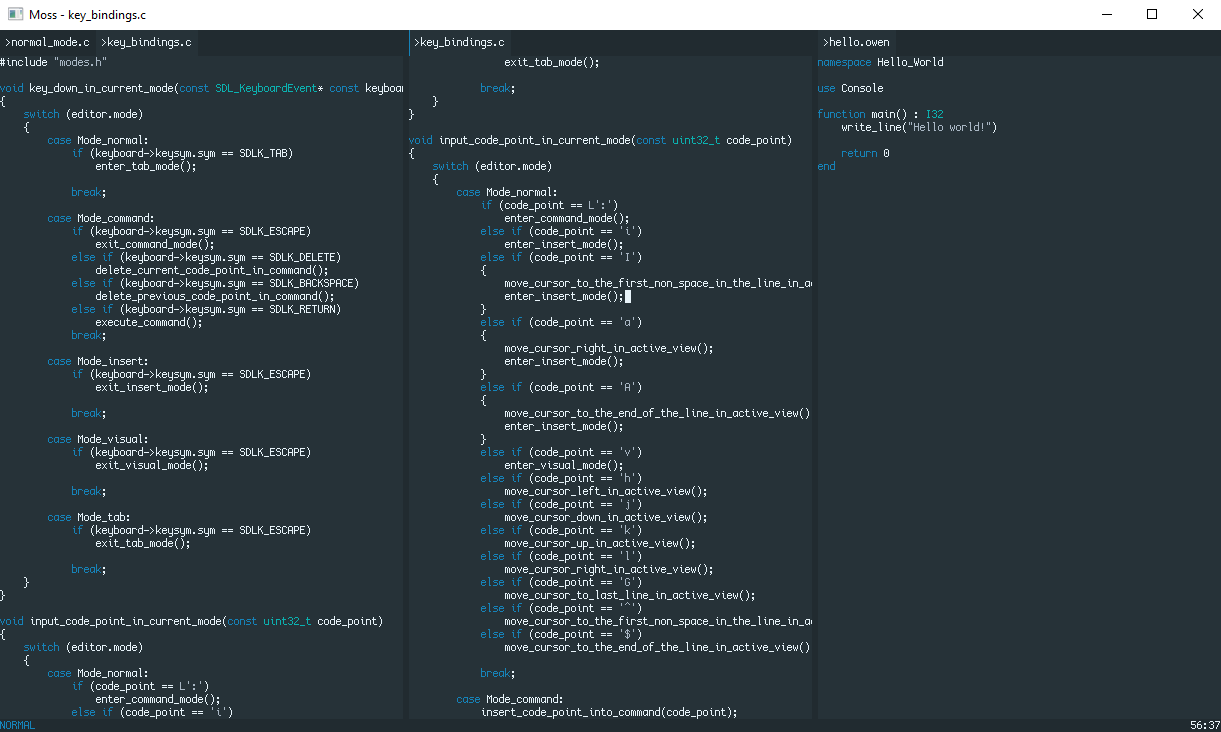 Moss - key_bindings.c
>normal_mode.c >key_bindings.c
#include "modes.h"

void key_down_in_current_mode(const SDL_KeyboardEvent* const keyboar
{
    switch (editor.mode)
    {
        case Mode_normal:
            if (keyboard->keysym.sym == SDLK_TAB)
                enter_tab_mode();

            break;

        case Mode_command:
            if (keyboard->keysym.sym == SDLK_ESCAPE)
                exit_command_mode();
            else if (keyboard->keysym.sym == SDLK_DELETE)
                delete_current_code_point_in_command();
            else if (keyboard->keysym.sym == SDLK_BACKSPACE)
                delete_previous_code_point_in_command();
            else if (keyboard->keysym.sym == SDLK_RETURN)
                execute_command();
            break;

        case Mode_insert:
            if (keyboard->keysym.sym == SDLK_ESCAPE)
                exit_insert_mode();

            break;

        case Mode_visual:
            if (keyboard->keysym.sym == SDLK_ESCAPE)
                exit_visual_mode();

            break;

        case Mode_tab:
            if (keyboard->keysym.sym == SDLK_ESCAPE)
                exit_tab_mode();

            break;
    }
}

void input_code_point_in_current_mode(const uint32_t code_point)
{
    switch (editor.mode)
    {
        case Mode_normal:
            if (code_point == L':')
                enter_command_mode();
            else if (code_point == 'i')
>key_bindings.c
                exit_tab_mode();

            break;
    }
}

void input_code_point_in_current_mode(const uint32_t code_point)
{
    switch (editor.mode)
    {
        case Mode_normal:
            if (code_point == L':')
                enter_command_mode();
            else if (code_point == 'i')
                enter_insert_mode();
            else if (code_point == 'I')
            {
                move_cursor_to_the_first_non_space_in_the_line_in_a
                enter_insert_mode();
            }
            else if (code_point == 'a')
            {
                move_cursor_right_in_active_view();
                enter_insert_mode();
            }
            else if (code_point == 'A')
            {
                move_cursor_to_the_end_of_the_line_in_active_view()
                enter_insert_mode();
            }
            else if (code_point == 'v')
                enter_visual_mode();
            else if (code_point == 'h')
                move_cursor_left_in_active_view();
            else if (code_point == 'j')
                move_cursor_down_in_active_view();
            else if (code_point == 'k')
                move_cursor_up_in_active_view();
            else if (code_point == 'l')
                move_cursor_right_in_active_view();
            else if (code_point == 'G')
                move_cursor_to_last_line_in_active_view();
            else if (code_point == '^')
                move_cursor_to_the_first_non_space_in_the_line_in_a
            else if (code_point == '$')
                move_cursor_to_the_end_of_the_line_in_active_view()

            break;

        case Mode_command:
            insert_code_point_into_command(code_point);
>hello.owen
namespace Hello_World

use Console

function main() : I32
    write_line("Hello world!")

    return 0
end
NORMAL
56:37